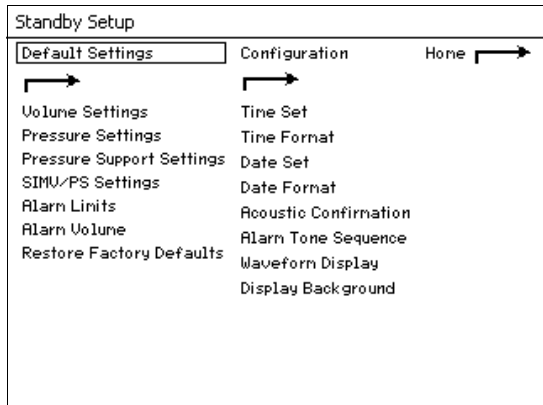 Standby Setup
Default Settings
Configuration
Home
Volume Settings
Pressure Settings
Pressure Support Settings
SIMV/PS Settings
Alarm Limits
Alarm Volume
Restore Factory Defaults
Time Set
Time Format
Date Set
Date Format
Acoustic Confirmation
Alarm Tone Sequence
Waveform Display
Display Background